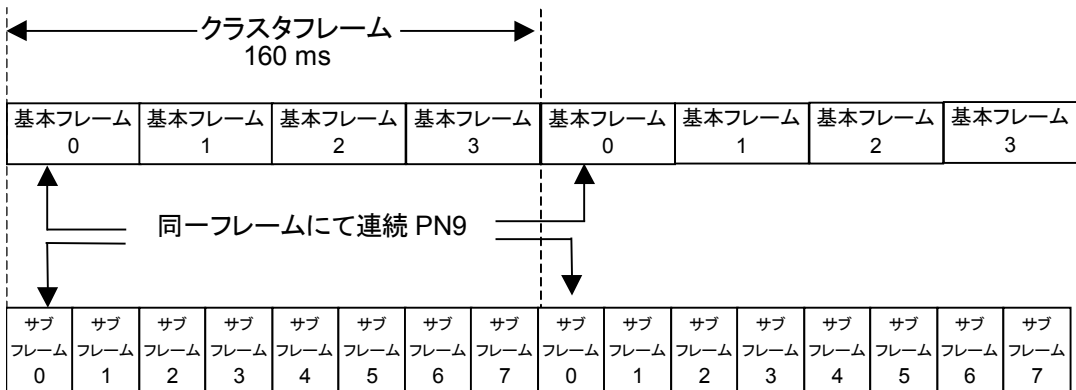 クラスタフレーム
160 ms
基本フレーム 基本フレーム 基本フレーム 基本フレーム 基本フレーム 基本フレーム 基本フレーム 基本フレーム
0 1 2 3 0 1 2 3
同一フレームにて連続 PN9
サブ サブ サブ サブ サブ サブ サブ サブ サブ サブ サブ サブ サブ サブ サブ サブ
フレーム フレーム フレーム フレーム フレーム フレーム フレーム フレーム フレーム フレーム フレーム フレーム フレーム フレーム フレーム フレーム
0 1 2 3 4 5 6 7 0 1 2 3 4 5 6 7